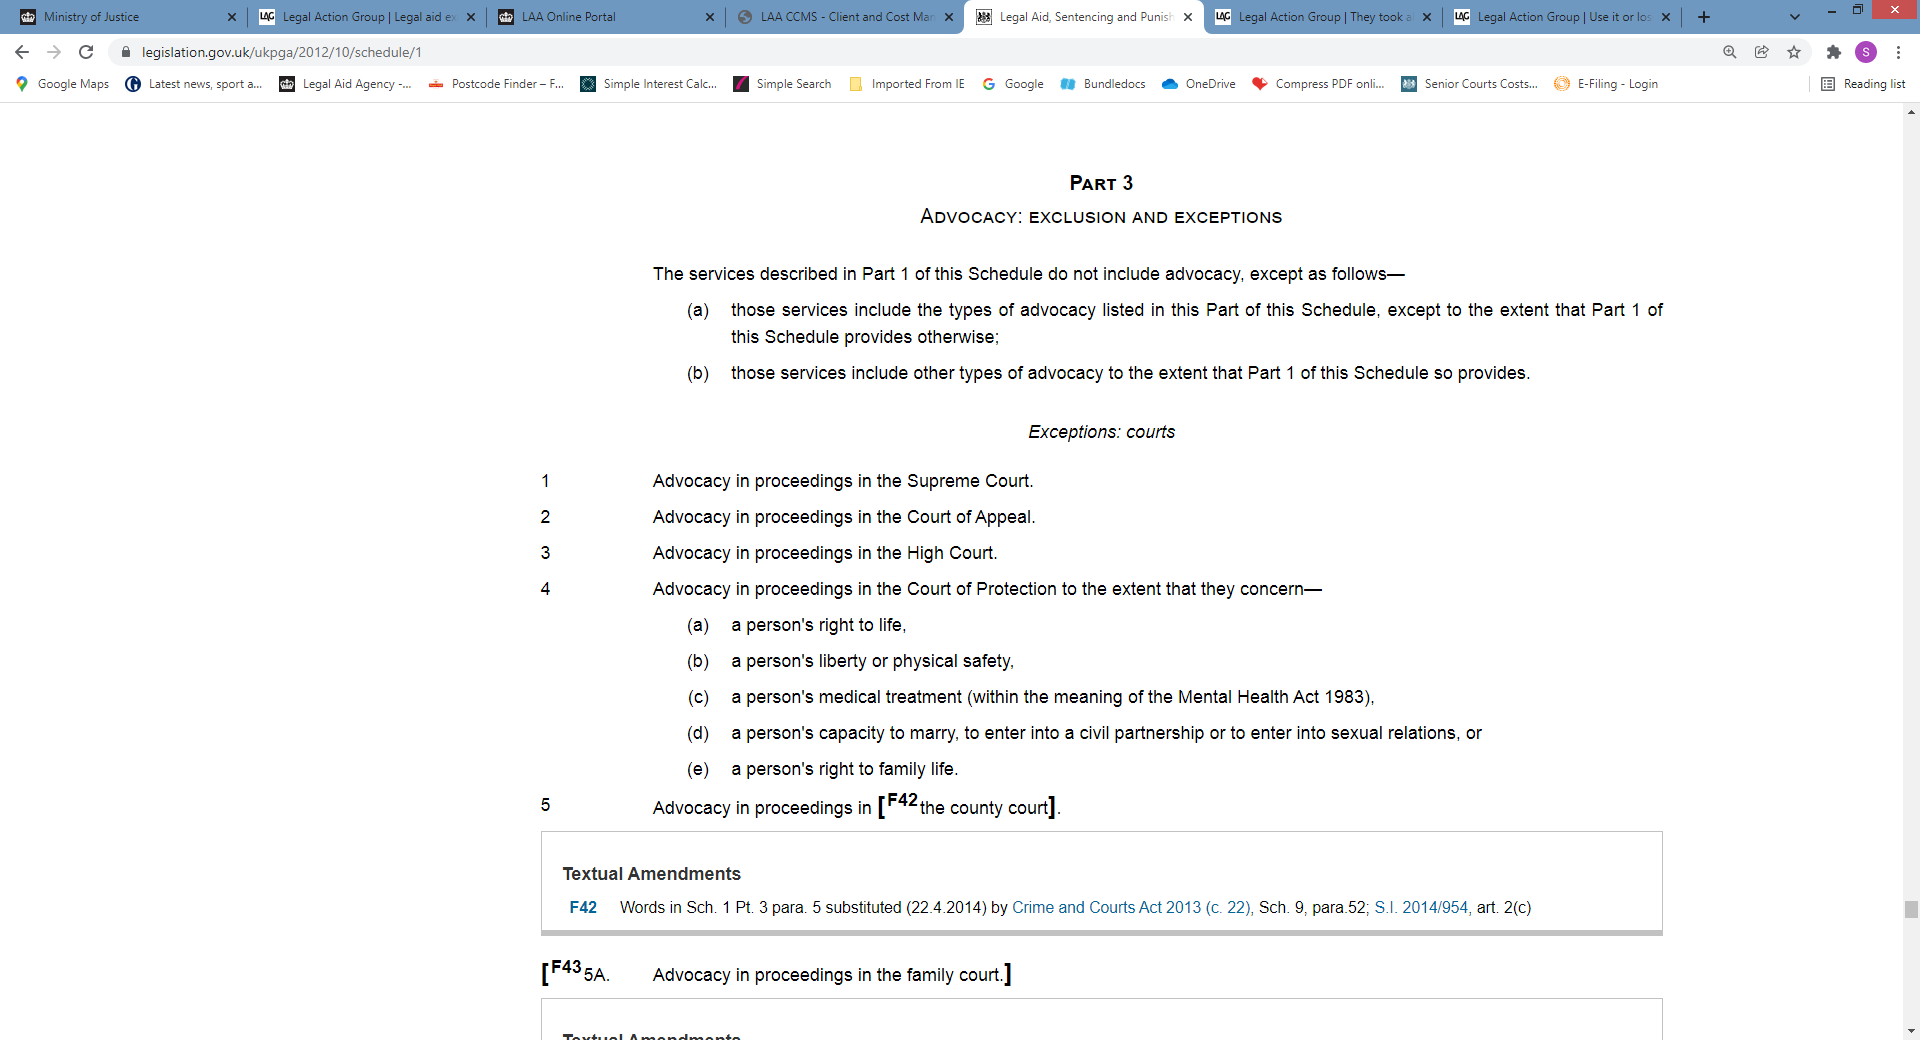 Ministry of Justice
Legal Action Group | Legal aid ex
LAA Online Portal
LAA CCMS - Client and Cost Man
Legal Aid, Sentencing and Punish
Legal Action Group | They took a
Legal Action Group | Use it or los
legislation.gov.uk/ukpga/2012/10/schedule/1
S
Google Maps
Latest news, sport a...
Legal Aid Agency -...
Postcode Finder – F...
Simple Interest Calc...
Simple Search
Imported From IE
Google
Bundledocs
OneDrive
Compress PDF onli...
Senior Courts Costs...
E-Filing - Login
Reading list
PART 3
ADVOCACY: EXCLUSION AND EXCEPTIONS
The services described in Part 1 of this Schedule do not include advocacy, except as follows—
(a) those services include the types of advocacy listed in this Part of this Schedule, except to the extent that Part 1 of
this Schedule provides otherwise;
(b) those services include other types of advocacy to the extent that Part 1 of this Schedule so provides.
Exceptions: courts
1 Advocacy in proceedings in the Supreme Court.
2 Advocacy in proceedings in the Court of Appeal.
3 Advocacy in proceedings in the High Court.
4 Advocacy in proceedings in the Court of Protection to the extent that they concern—
(a) a person's right to life,
(b) a person's liberty or physical safety,
(c) a person's medical treatment (within the meaning of the Mental Health Act 1983),
(d) a person's capacity to marry, to enter into a civil partnership or to enter into sexual relations, or
(e) a person's right to family life.
5 Advocacy in proceedings in [F42 the county court].
Textual Amendments
F42 Words in Sch. 1 Pt. 3 para. 5 substituted (22.4.2014) by Crime and Courts Act 2013 (c. 22), Sch. 9, para.52; S.I. 2014/954, art. 2(c)
[F43 5A. Advocacy in proceedings in the family court.]
Textual Amendments